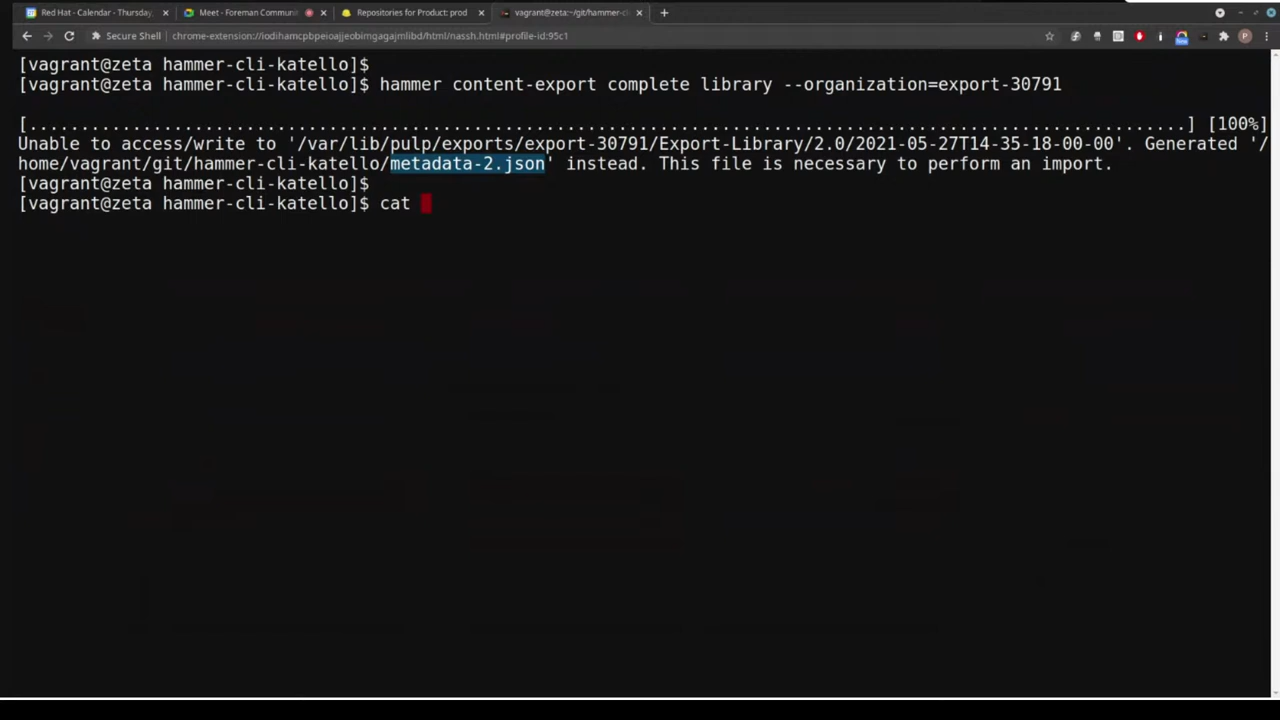 Red Hat - Calendar - Thursday,
Meet - Foreman Communi
Repositories for Product: prod
vagrant@zeta:~/git/hammer-cl
Secure Shell
chrome-extension://iodihamcpbpeioajjeobimgagajmlibd/html/nassh.html#profile-id:95c1
[vagrant@zeta hammer-cli-katello]$
[vagrant@zeta hammer-cli-katello]$ hammer content-export complete library --organization=export-30791
[.........................................................................................] [100%]
Unable to access/write to '/var/lib/pulp/exports/export-30791/Export-Library/2.0/2021-05-27T14-35-18-00-00'. Generated '/
home/vagrant/git/hammer-cli-katello/metadata-2.json' instead. This file is necessary to perform an import.
[vagrant@zeta hammer-cli-katello]$
[vagrant@zeta hammer-cli-katello]$ cat